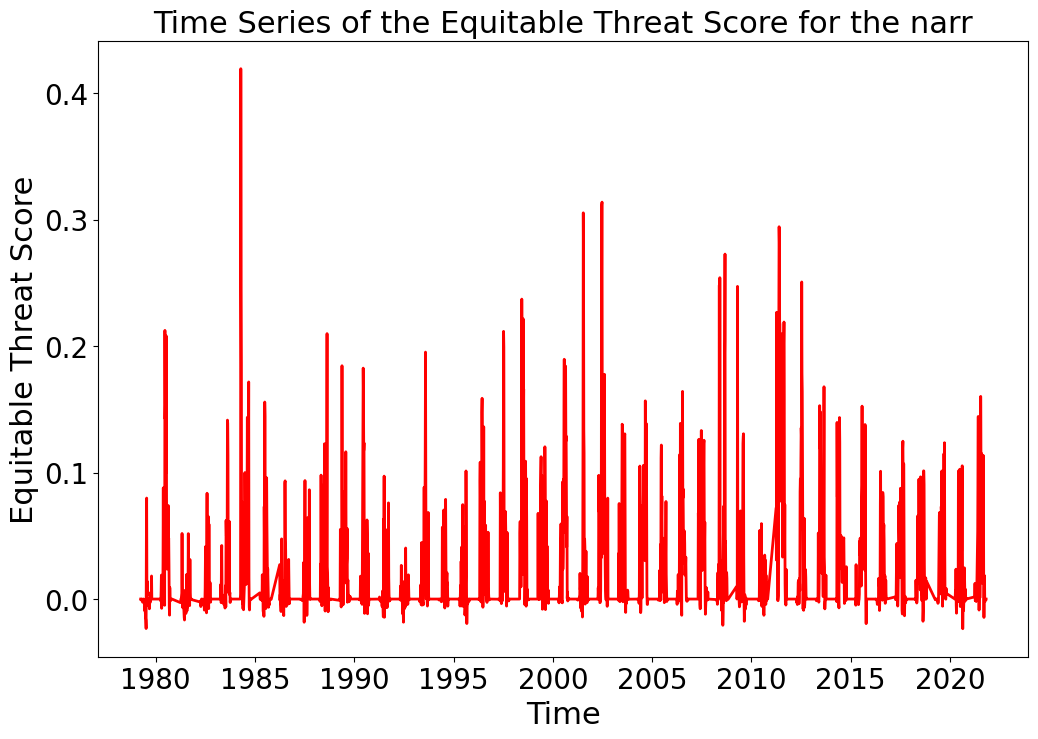 Time Series of the Equitable Threat Score for the narr
Equitable Threat Score
0.4
0.3
0.2
0.1
0.0
1980 1985 1990 1995 2000 2005 2010 2015 2020
Time